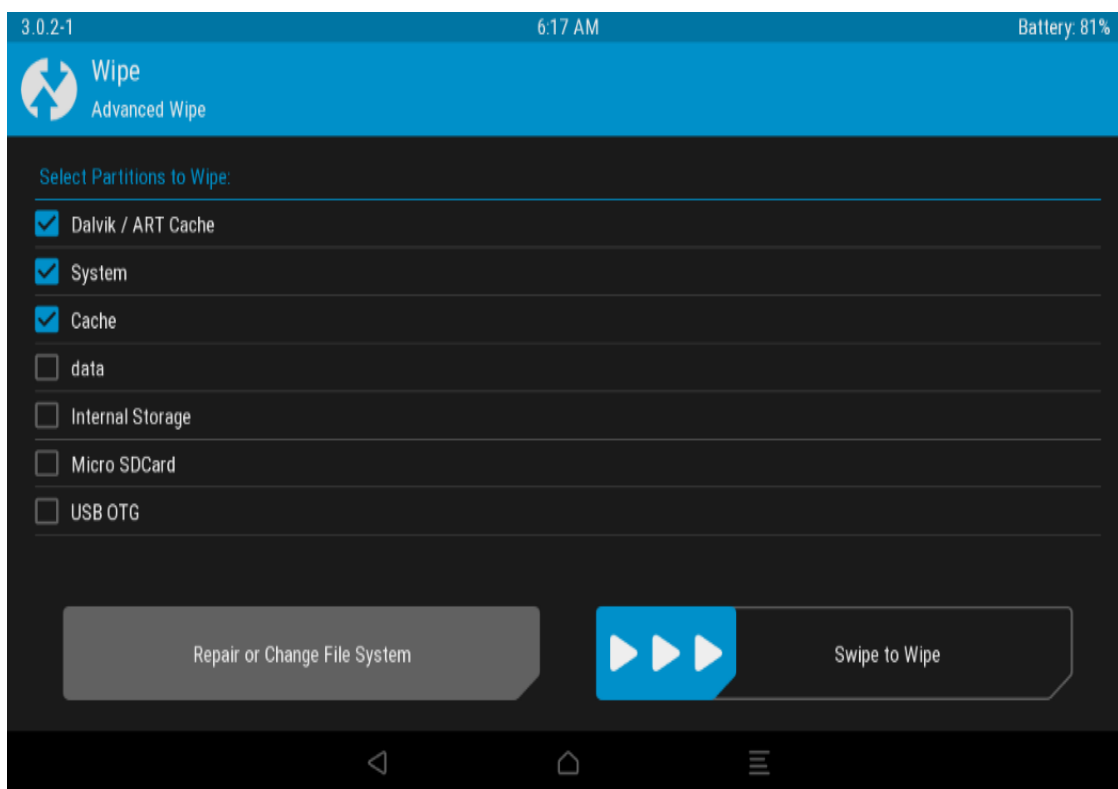 3.0.2-1 6:17 AM Battery: 81%
Wipe
Advanced Wipe
Select Partitions to Wipe:
Dalvik / ART Cache
System
Cache
data
Internal Storage
Micro SDCard
USB OTG
Repair or Change File System Swipe to Wipe